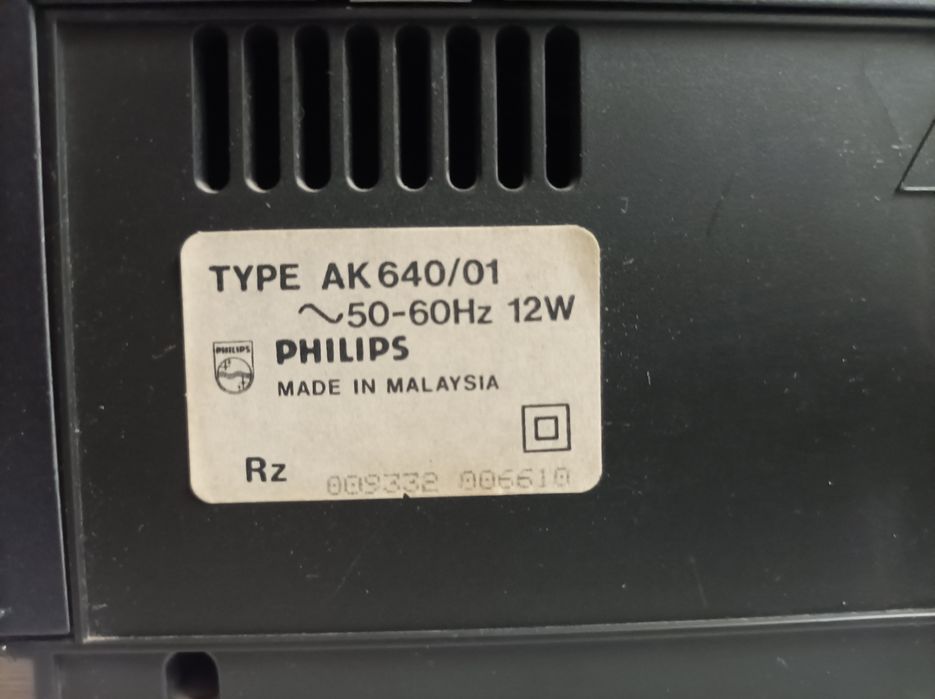 TYPE AK640/01
~50-60Hz 12W
PHILIPS
PHILIPS
MADE IN MALAYSIA
Rz
009332 006610